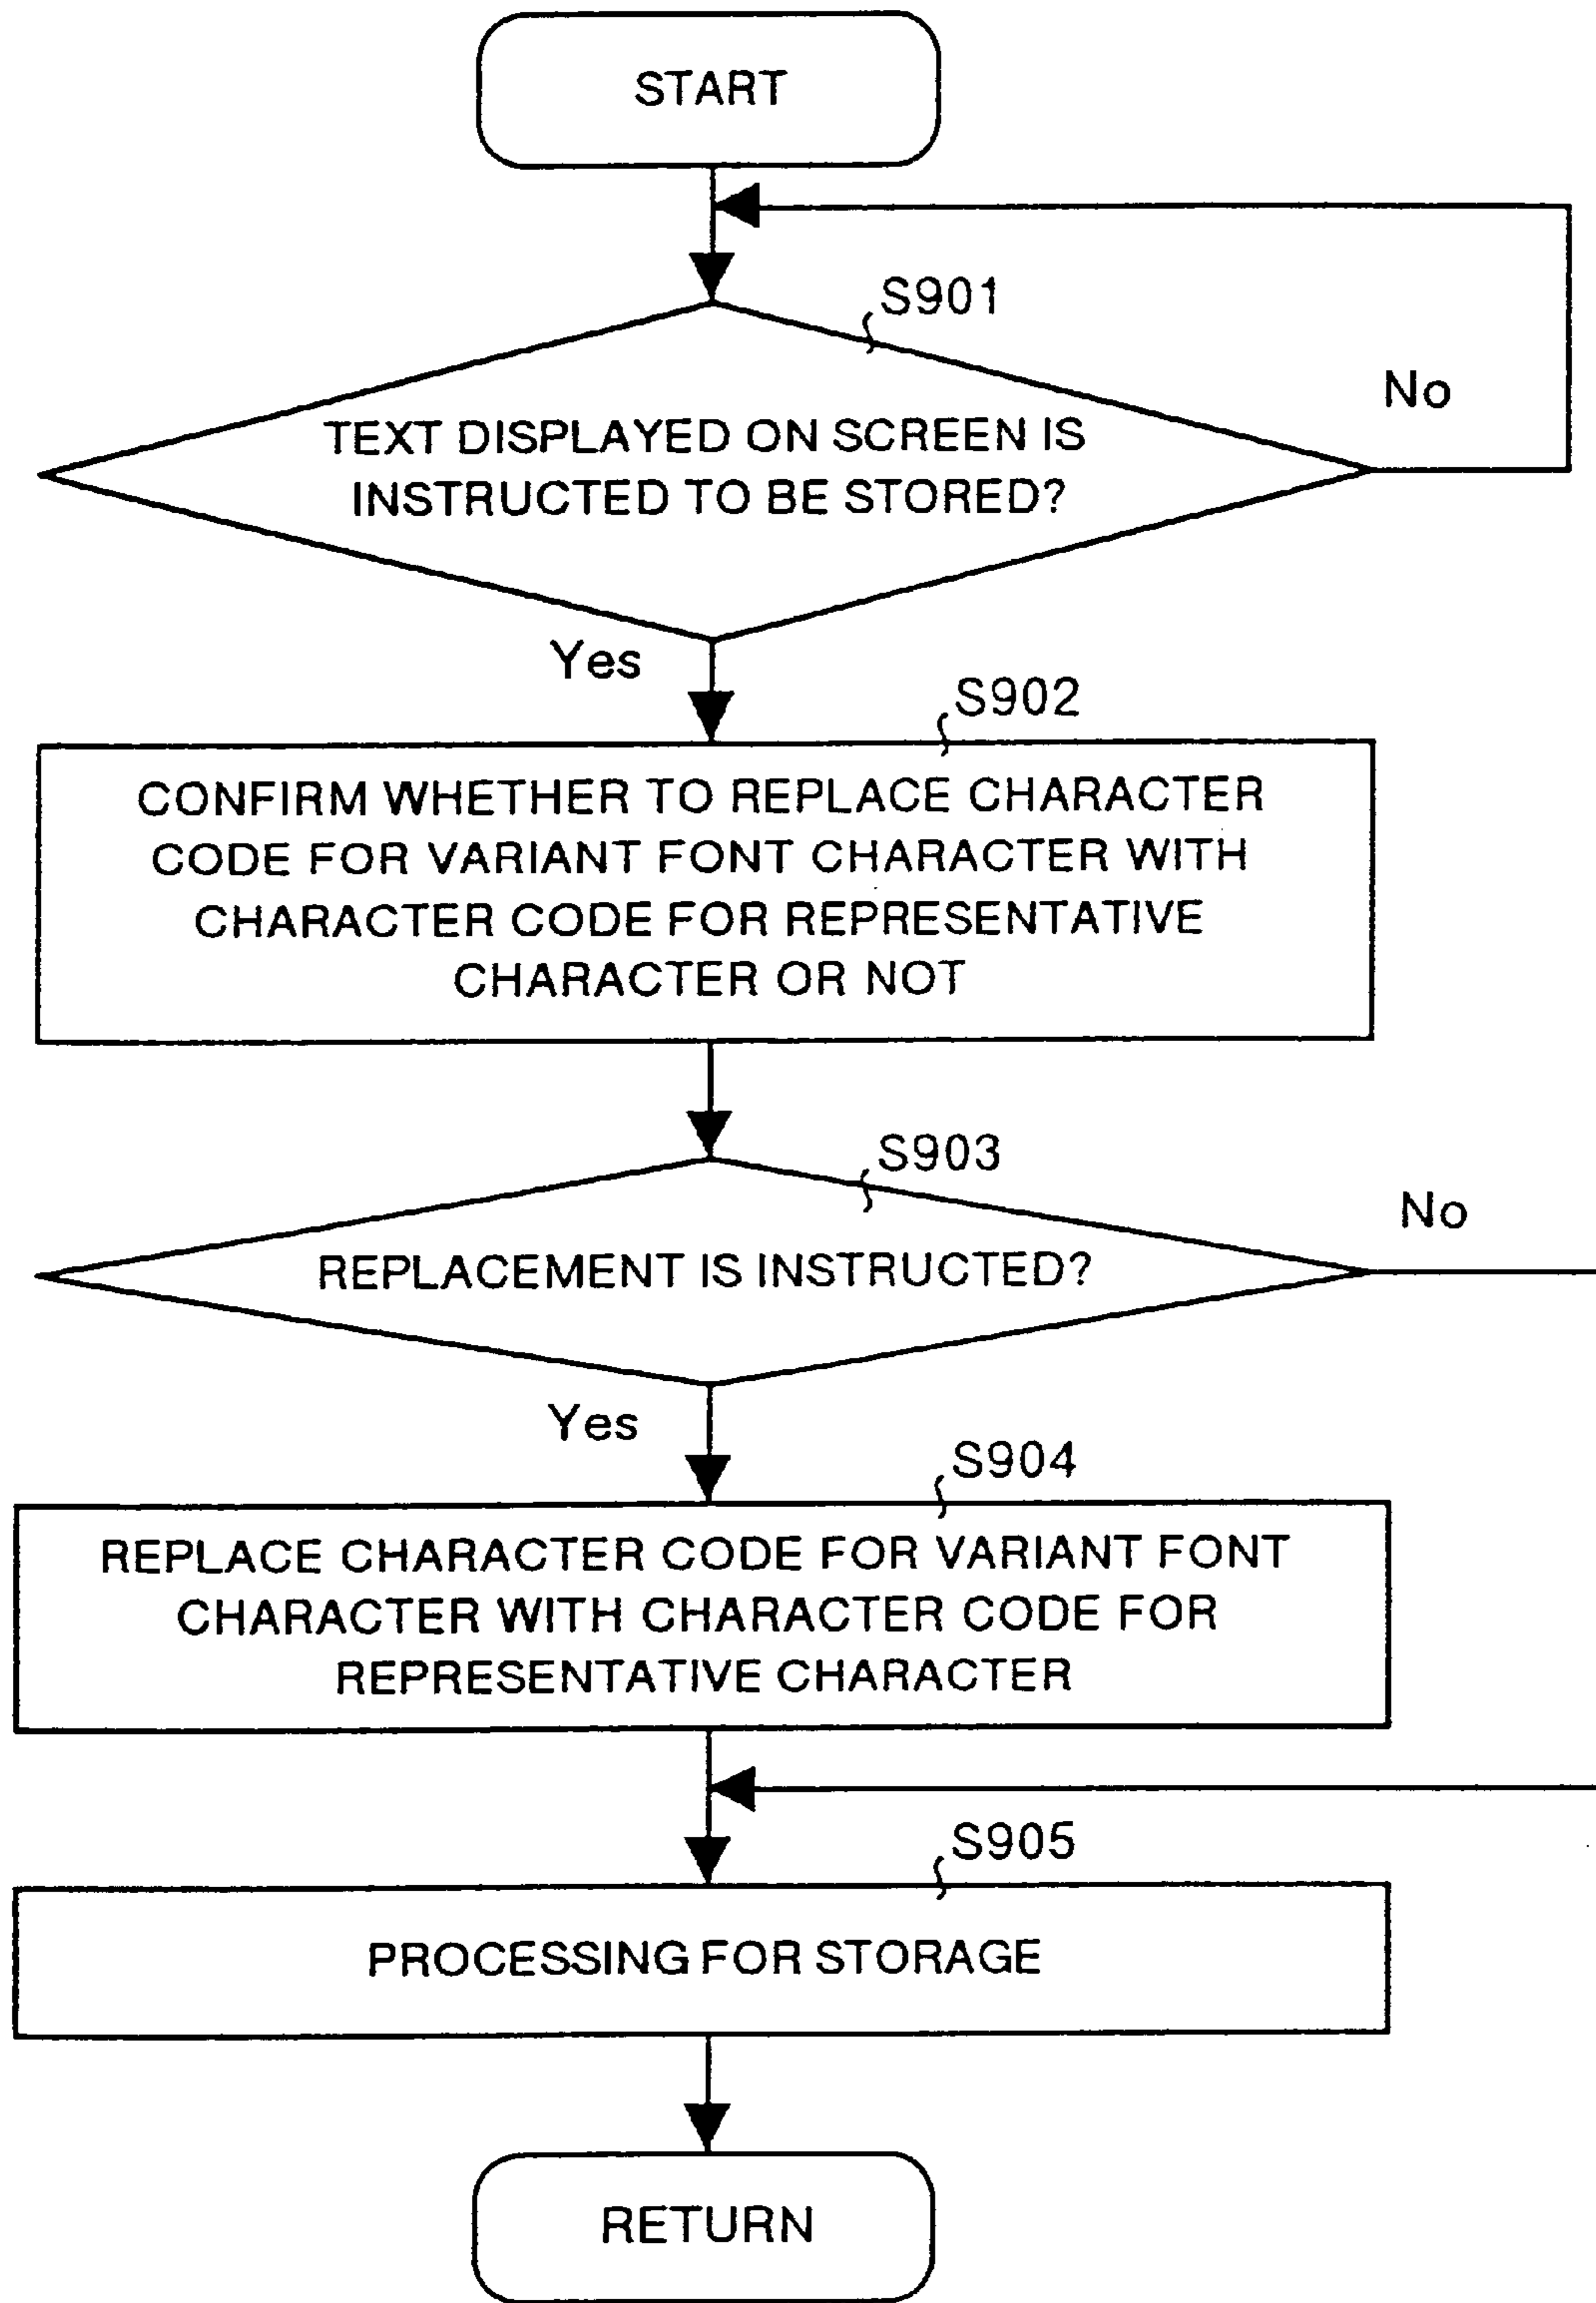 START
S901
No
TEXT DISPLAYED ON SCREEN IS
INSTRUCTED TO BE STORED?
Yes
S902
CONFIRM WHETHER TO REPLACE CHARACTER
CODE FOR VARIANT FONT CHARACTER WITH
CHARACTER CODE FOR REPRESENTATIVE
CHARACTER OR NOT
S903
No
REPLACEMENT IS INSTRUCTED?
Yes
S904
REPLACE CHARACTER CODE FOR VARIANT FONT
CHARACTER WITH CHARACTER CODE FOR
REPRESENTATIVE CHARACTER
S905
PROCESSING FOR STORAGE
RETURN